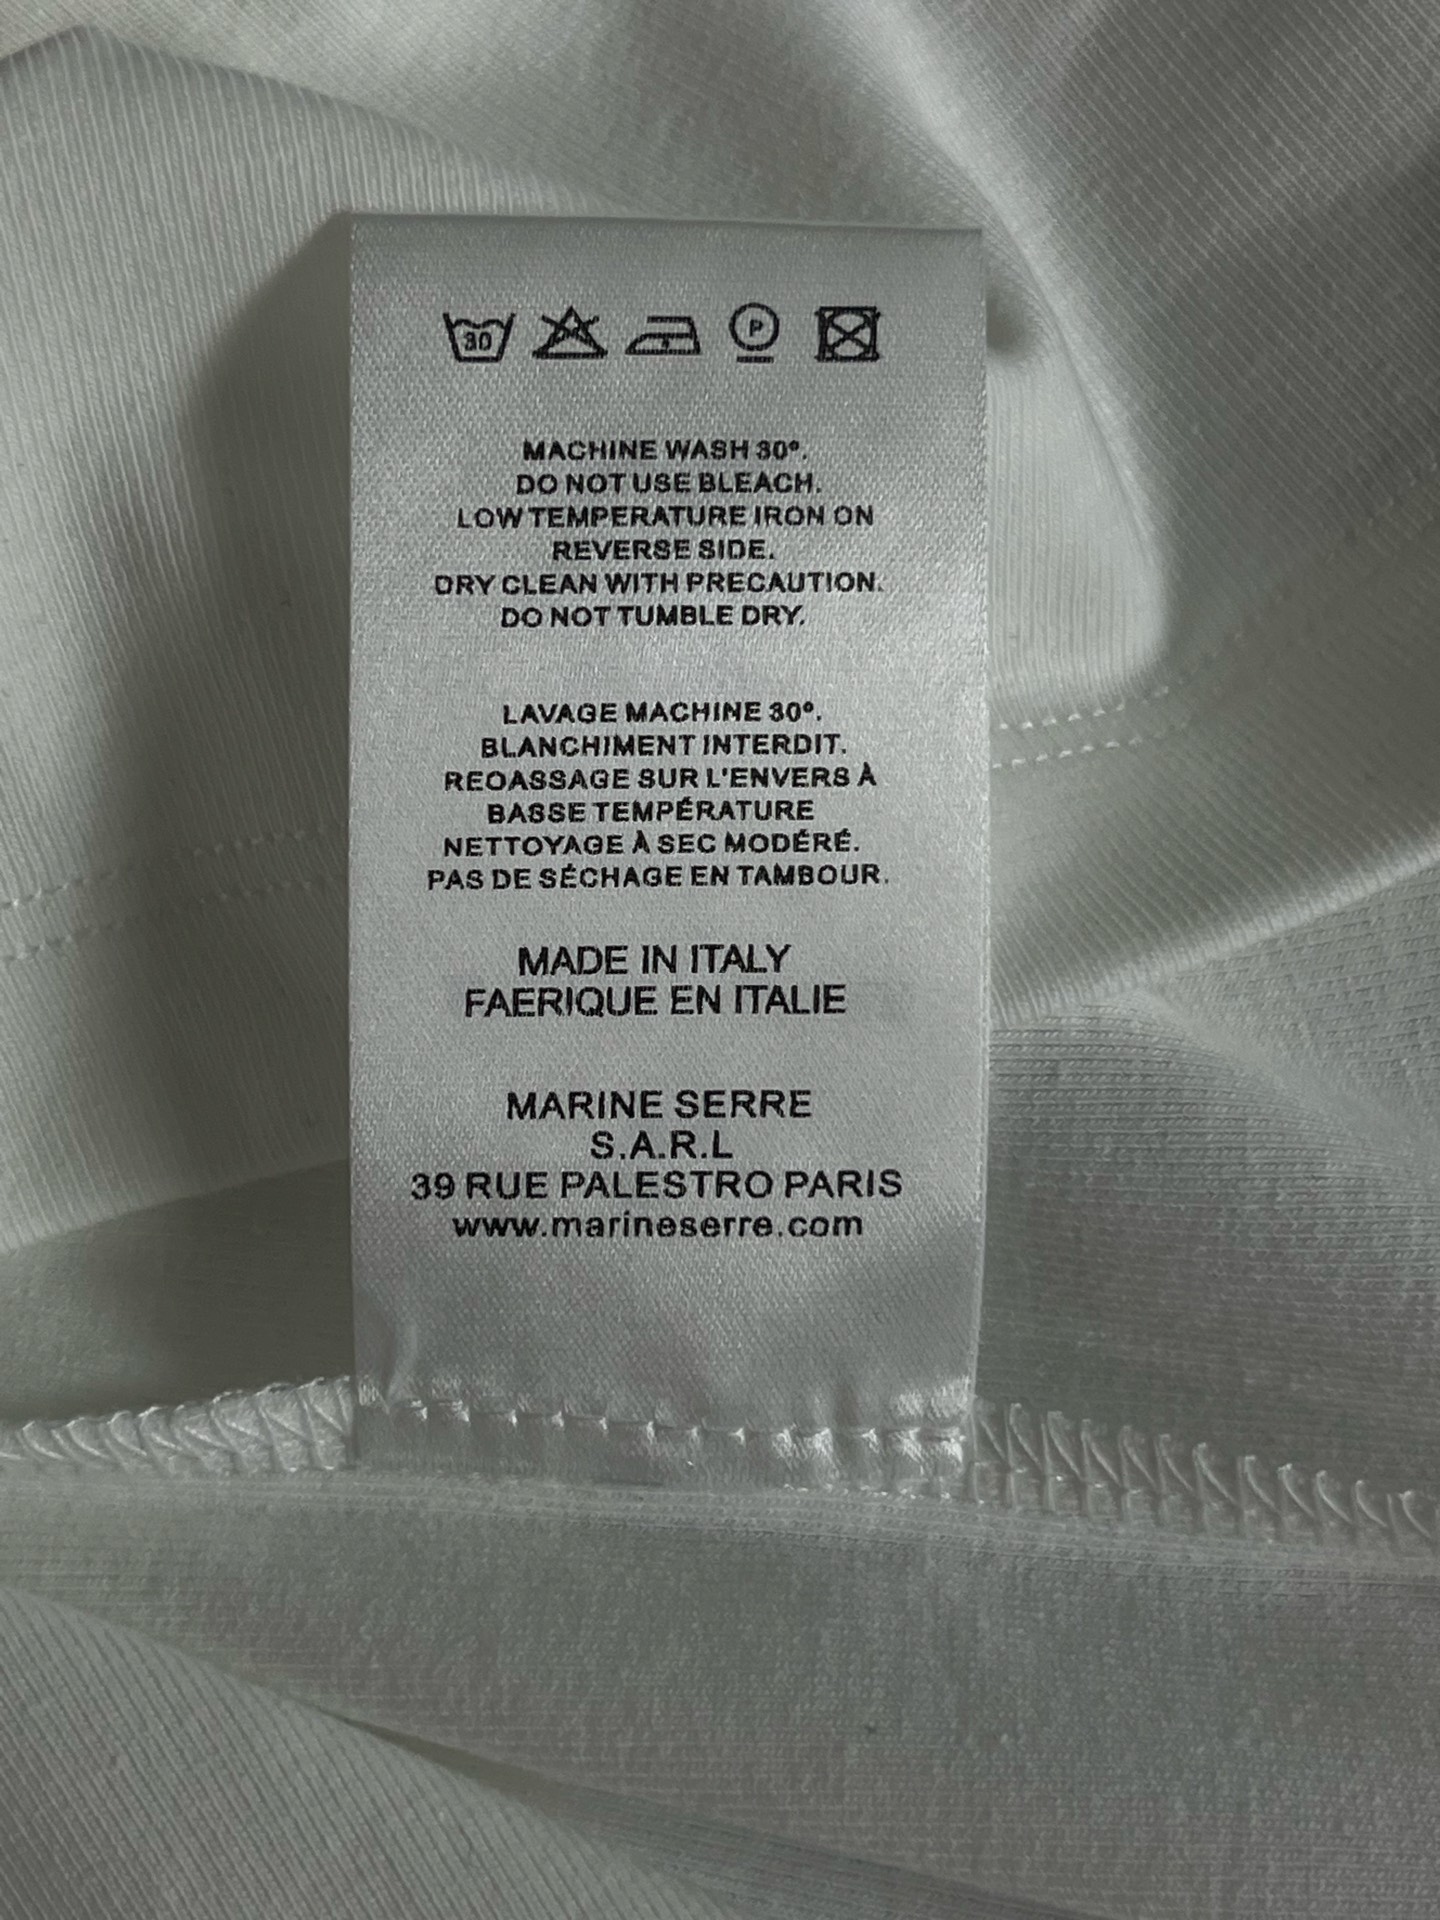 30
P
MACHINE WASH 30°.
DO NOT USE BLEACH.
LOW TEMPERATURE IRON ON
REVERSE SIDE.
DRY CLEAN WITH PRECAUTION.
DO NOT TUMBLE DRY.
LAVAGE MACHINE 30°.
BLANCHIMENT INTERDIT.
REOASSAGE SUR L'ENVERS À
BASSE TEMPÉRATURE
NETTOYAGE À SEC MODÉRÉ.
PAS DE SÉCHAGE EN TAMBOUR.
MADE IN ITALY
FAERIQUE EN ITALIE
MARINE SERRE
S.A.R.L
39 RUE PALESTRO PARIS
www.marineserre.com